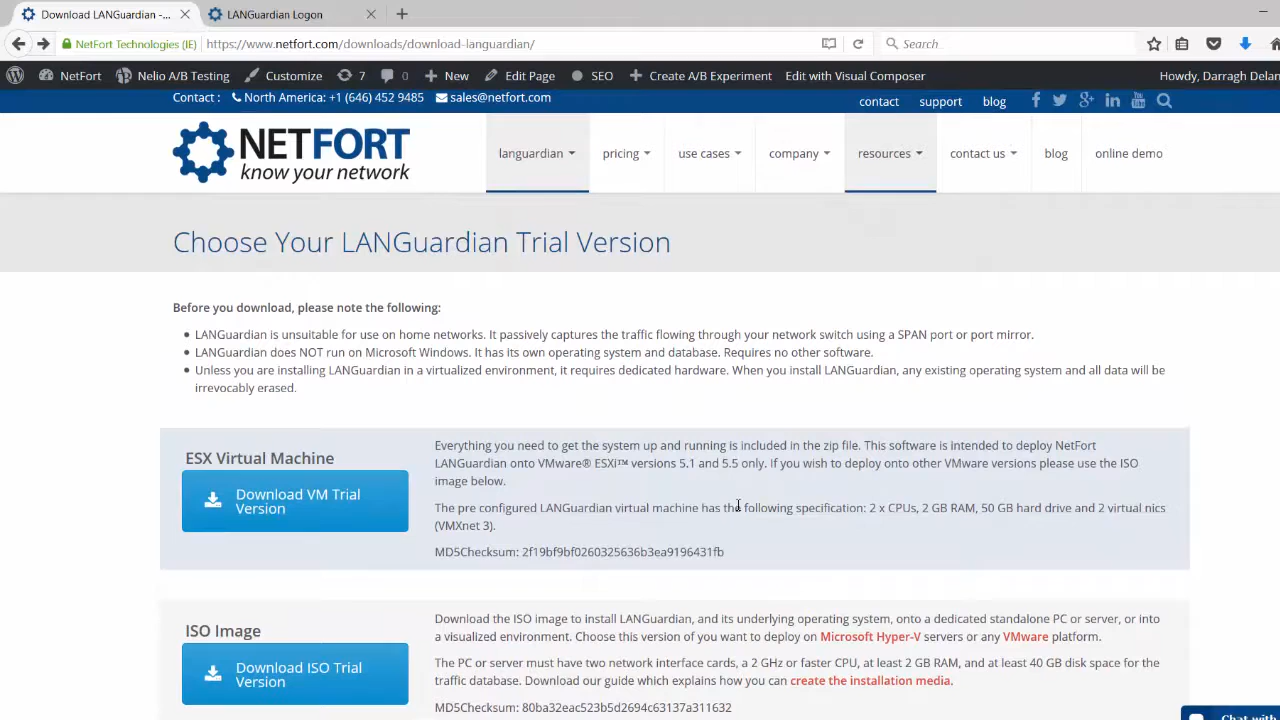 Download LANGuardian -...
LANGuardian Logon
NetFort Technologies (IE)
https://www.netfort.com/downloads/download-languardian/
Search
NetFort
Nelio A/B Testing
Customize
7
0
New
Edit Page
SEO
Create A/B Experiment
Edit with Visual Composer
Howdy, Darragh Delan
Contact : North America: +1 (646) 452 9485 sales@netfort.com
contact
support
blog
NETFORT
know your network
languardian
pricing
use cases
company
resources
contact us
blog
online demo
Choose Your LANGuardian Trial Version
Before you download, please note the following:
LANGuardian is unsuitable for use on home networks. It passively captures the traffic flowing through your network switch using a SPAN port or port mirror.
LANGuardian does NOT run on Microsoft Windows. It has its own operating system and database. Requires no other software.
Unless you are installing LANGuardian in a virtualized environment, it requires dedicated hardware. When you install LANGuardian, any existing operating system and all data will be
irrevocably erased.
ESX Virtual Machine
Download VM Trial
Version
Everything you need to get the system up and running is included in the zip file. This software is intended to deploy NetFort
LANGuardian onto VMware® ESXi™ versions 5.1 and 5.5 only. If you wish to deploy onto other VMware versions please use the ISO
image below.
The pre configured LANGuardian virtual machine has the following specification: 2 x CPUs, 2 GB RAM, 50 GB hard drive and 2 virtual nics
(VMXnet 3).
MD5Checksum: 2f19bf9bf0260325636b3ea9196431fb
ISO Image
Download ISO Trial
Version
Download the ISO image to install LANGuardian, and its underlying operating system, onto a dedicated standalone PC or server, or into
a visualized environment. Choose this version of you want to deploy on Microsoft Hyper-V servers or any VMware platform.
The PC or server must have two network interface cards, a 2 GHz or faster CPU, at least 2 GB RAM, and at least 40 GB disk space for the
traffic database. Download our guide which explains how you can create the installation media.
MD5Checksum: 80ba32eac523b5d2694c63137a311632
Chat with